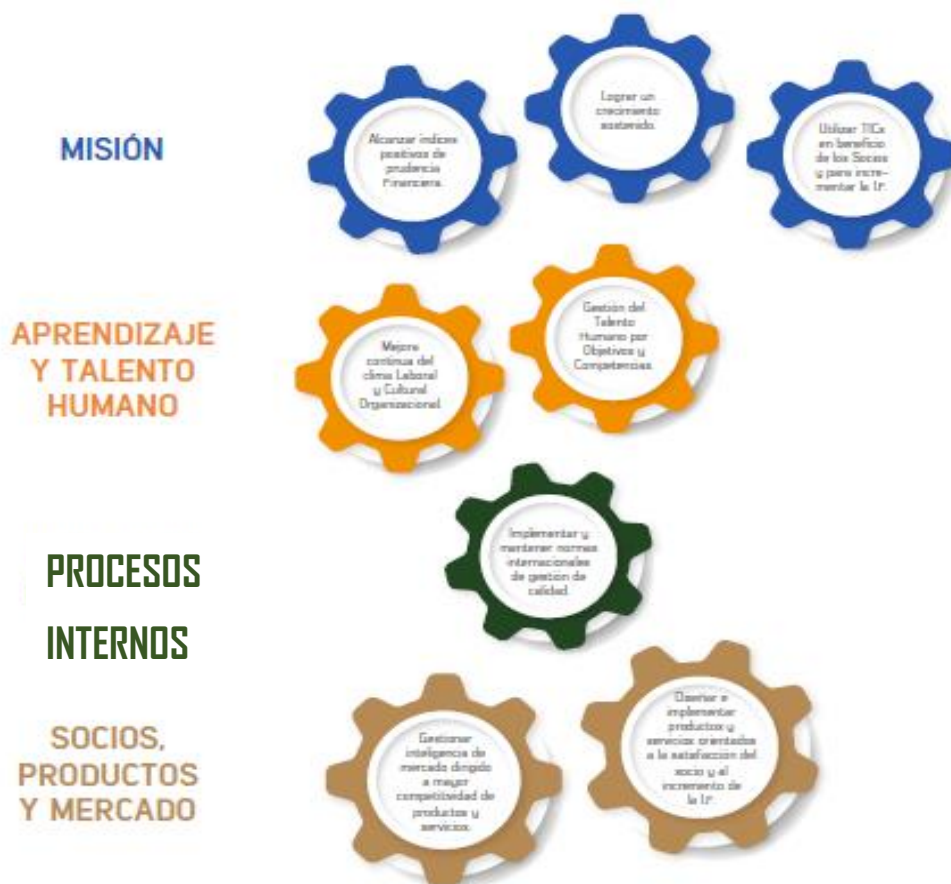 MISIÓN
Alcanzar índices
positivos de
prudencia
Financiera.
Lograr un
crecimiento
sostenido.
Utilizar TICs
en beneficio
de los Socios
y para incre-
mentar la I.F.
APRENDIZAJE
Y TALENTO
HUMANO
Mejora
continua del
clima Laboral
y Cultural
Organizacional.
Gestión del
Talento
Humano por
Objetivos y
Competencias.
PROCESOS
INTERNOS
Implementar y
mantener normas
internacionales
de gestión de
calidad.
SOCIOS,
PRODUCTOS
Y MERCADO
Gestionar
inteligencia de
mercado dirigido
a mayor
competitividad de
productos y
servicios.
Diseñar e
implementar
productos y
servicios orientados
a la satisfacción del
socio y al
incremento de
la I.F.